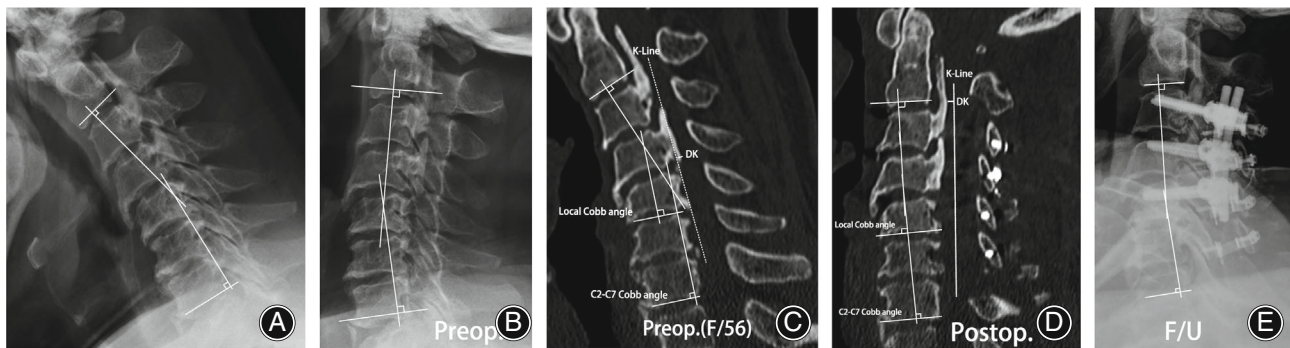 A
Preop.
B
K-Line
DK
Local Cobb angle
C2-C7 Cobb angle
Preop.(F/56)
C
K-Line
DK
Local Cobb angle
C2-C7 Cobb angle
Postop.
D
F/U
E